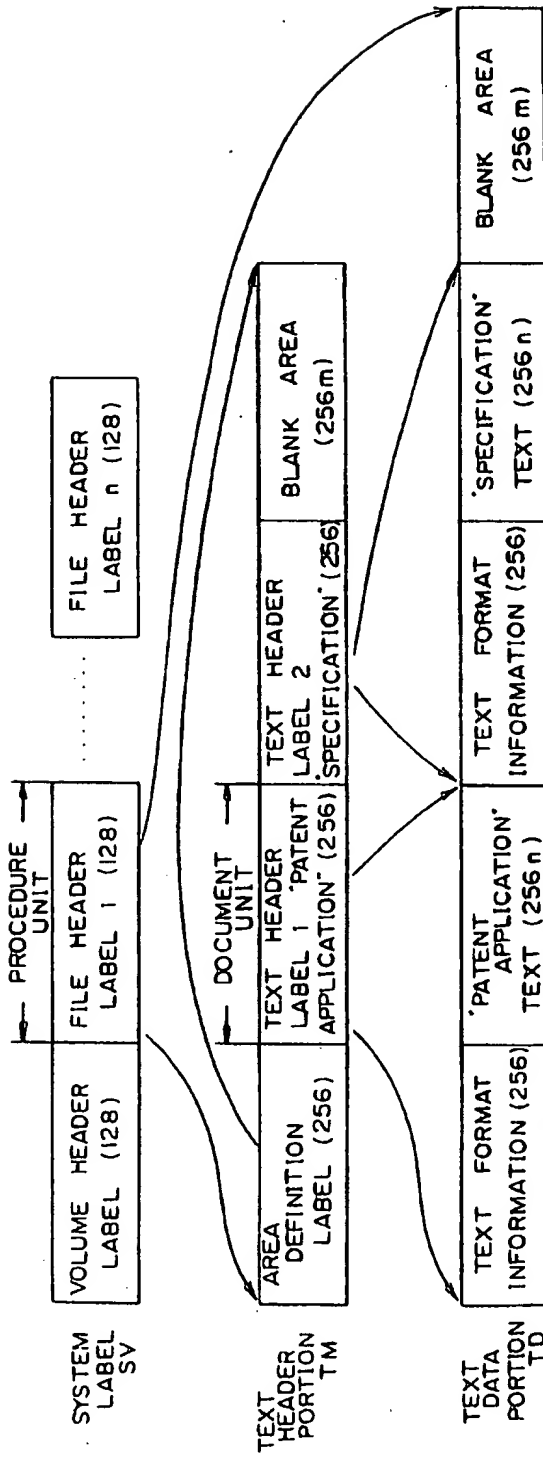 SYSTEM
LABEL
SV
PROCEDURE
UNIT
VOLUME HEADER
LABEL (128)
FILE HEADER
LABEL 1 (128)
........
FILE HEADER
LABEL n (128)
TEXT
HEADER
PORTION
TM
DOCUMENT
UNIT
AREA
DEFINITION
LABEL (256)
TEXT HEADER
LABEL 1 "PATENT
APPLICATION" (256)
TEXT HEADER
LABEL 2
"SPECIFICATION" (256)
BLANK AREA
(256m)
TEXT
DATA
PORTION
TD
TEXT FORMAT
INFORMATION (256)
"PATENT
APPLICATION"
TEXT (256n)
TEXT FORMAT
INFORMATION (256)
"SPECIFICATION"
TEXT (256n)
BLANK AREA
(256m)